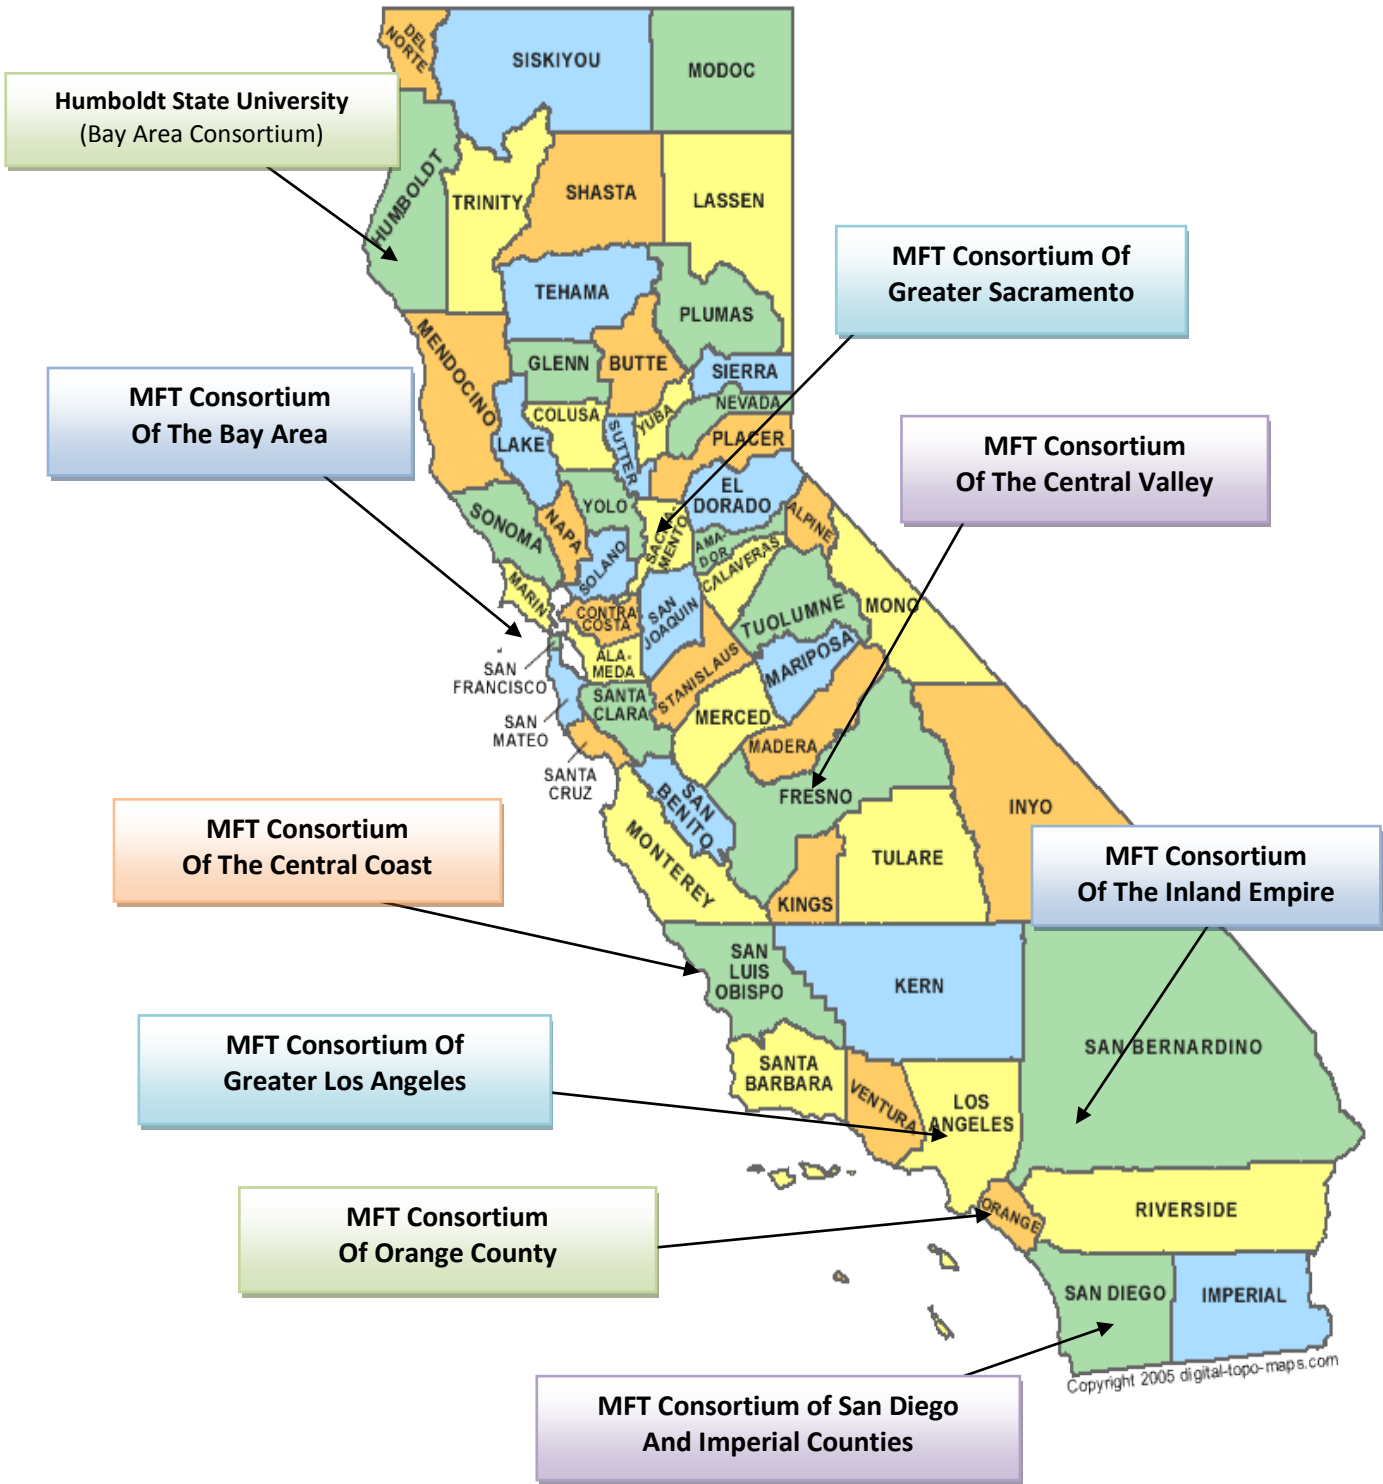 DEL
NORTE
SISKIYOU
MODOC
Humboldt State University
(Bay Area Consortium)
HUMBOLDT
TRINITY
SHASTA
LASSEN
MFT Consortium Of
Greater Sacramento
TEHAMA
PLUMAS
MENDOCINO
GLENN
BUTTE
SIERRA
MFT Consortium
Of The Bay Area
NEVADA
COLUSA
YUBA
SUTTER
PLACER
LAKE
MFT Consortium
Of The Central Valley
EL
DORADO
YOLO
SONOMA
NAPA
SACRA-
MENTO
ALPINE
AMA-
DOR
SOLANO
CALAVERAS
MARIN
CONTRA
COSTA
SAN
JOAQUIN
TUOLUMNE
MONO
ALA-
MEDA
MARIPOSA
SAN
FRANCISCO
STANISLAUS
SANTA
CLARA
MERCED
SAN
MATEO
MADERA
SANTA
CRUZ
SAN
BENITO
FRESNO
INYO
MFT Consortium
Of The Central Coast
MONTEREY
TULARE
MFT Consortium
Of The Inland Empire
KINGS
SAN
LUIS
OBISPO
KERN
MFT Consortium Of
Greater Los Angeles
SAN BERNARDINO
SANTA
BARBARA
VENTURA
LOS
ANGELES
MFT Consortium
Of Orange County
ORANGE
RIVERSIDE
SAN DIEGO
IMPERIAL
Copyright 2005 digital-topo-maps.com
MFT Consortium of San Diego
And Imperial Counties